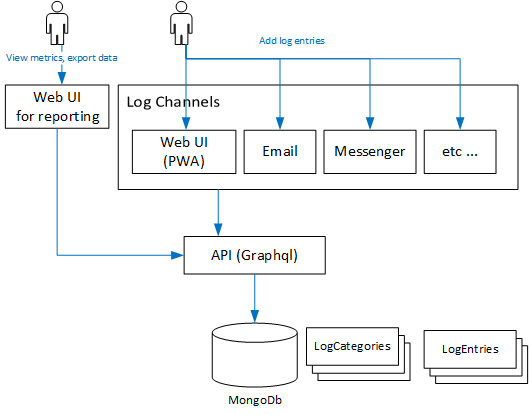 View metrics, export data
Add log entries
Web UI
for reporting
Log Channels
Web UI
(PWA)
Email
Messenger
etc ...
API (Graphql)
LogCategories
LogEntries
MongoDb